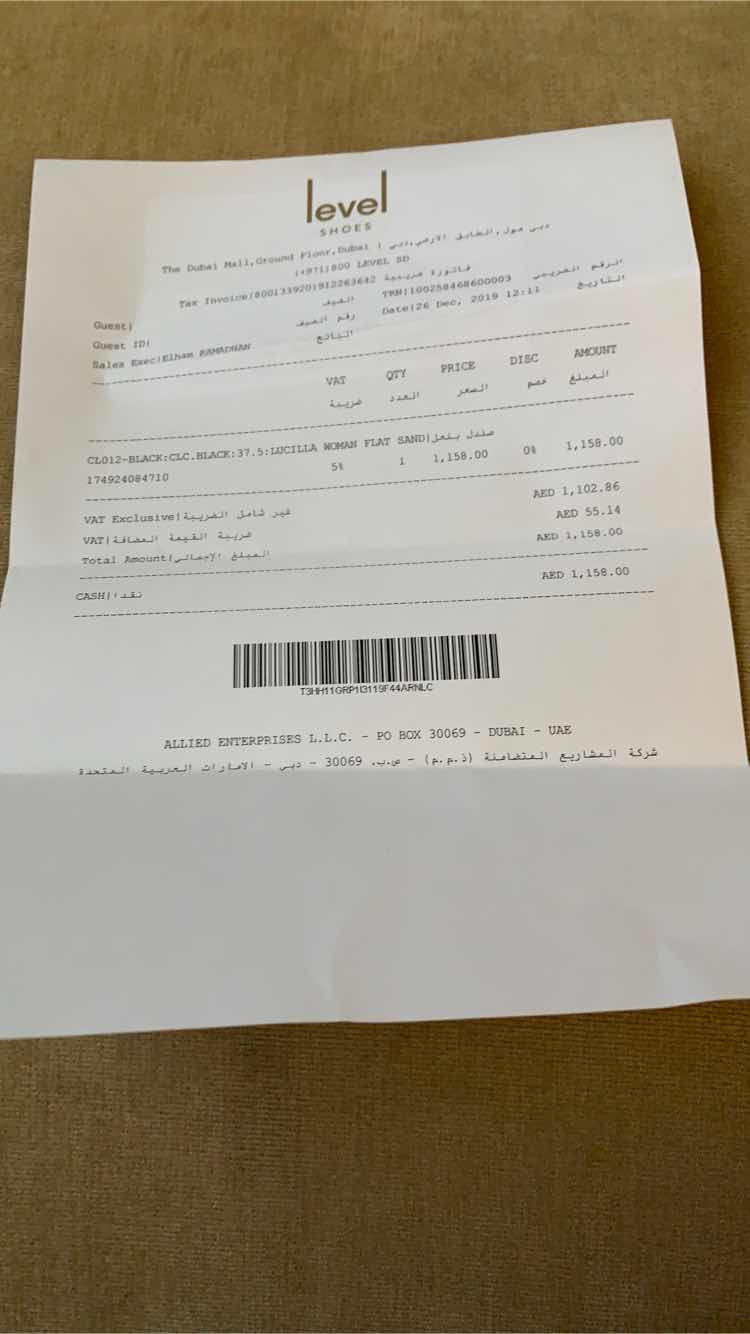 level
SHOES
The Dubai Mall,Ground Floor,Dubai | دبي مول,الطابق الارضي,دبي
(+971)800 LEVEL SD
Tax Invoice|8001339201912263642 فاتورة ضريبية TRN|100258468600003 الرقم الضريبي
Guest| الضيف Date|26 Dec, 2019 12:11 التاريخ
Guest ID| رقم الضيف
Sales Exec|Elham RAMADHAN البائع
VAT QTY PRICE DISC AMOUNT
ضريبة العدد السعر خصم المبلغ
CL012-BLACK:CLC.BLACK:37.5:LUCILLA WOMAN FLAT SAND|صندل بنعل
174924084710 5% 1 1,158.00 0% 1,158.00
VAT Exclusive|غير شامل الضريبة AED 1,102.86
VAT|ضريبة القيمة المضافة AED 55.14
Total Amount|المبلغ الإجمالي AED 1,158.00
CASH|نقدا AED 1,158.00
T3HH11GRP1I3119F44ARNLC
ALLIED ENTERPRISES L.L.C. - PO BOX 30069 - DUBAI - UAE
شركة المشاريع المتضامنة (ذ.م.م) - ص.ب. 30069 - دبي - الامارات العربية المتحدة